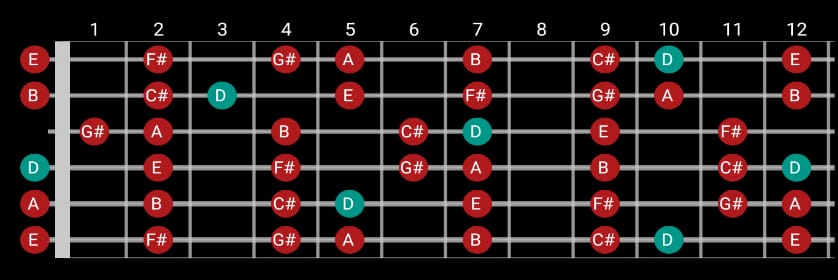 1 2 3 4 5 6 7 8 9 10 11 12
E F# G# A B C# D E
B C# D E F# G# A B
G# A B C# D E F#
D E F# G# A B C# D
A B C# D E F# G# A
E F# G# A B C# D E